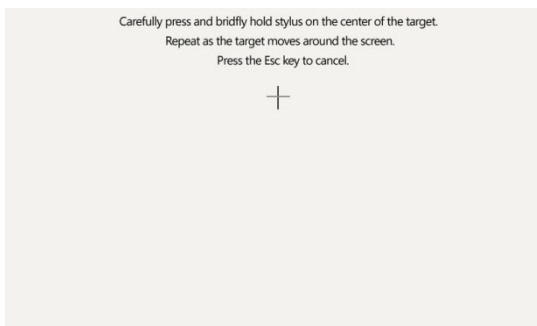 Carefully press and bridfly hold stylus on the center of the target.
Repeat as the target moves around the screen.
Press the Esc key to cancel.